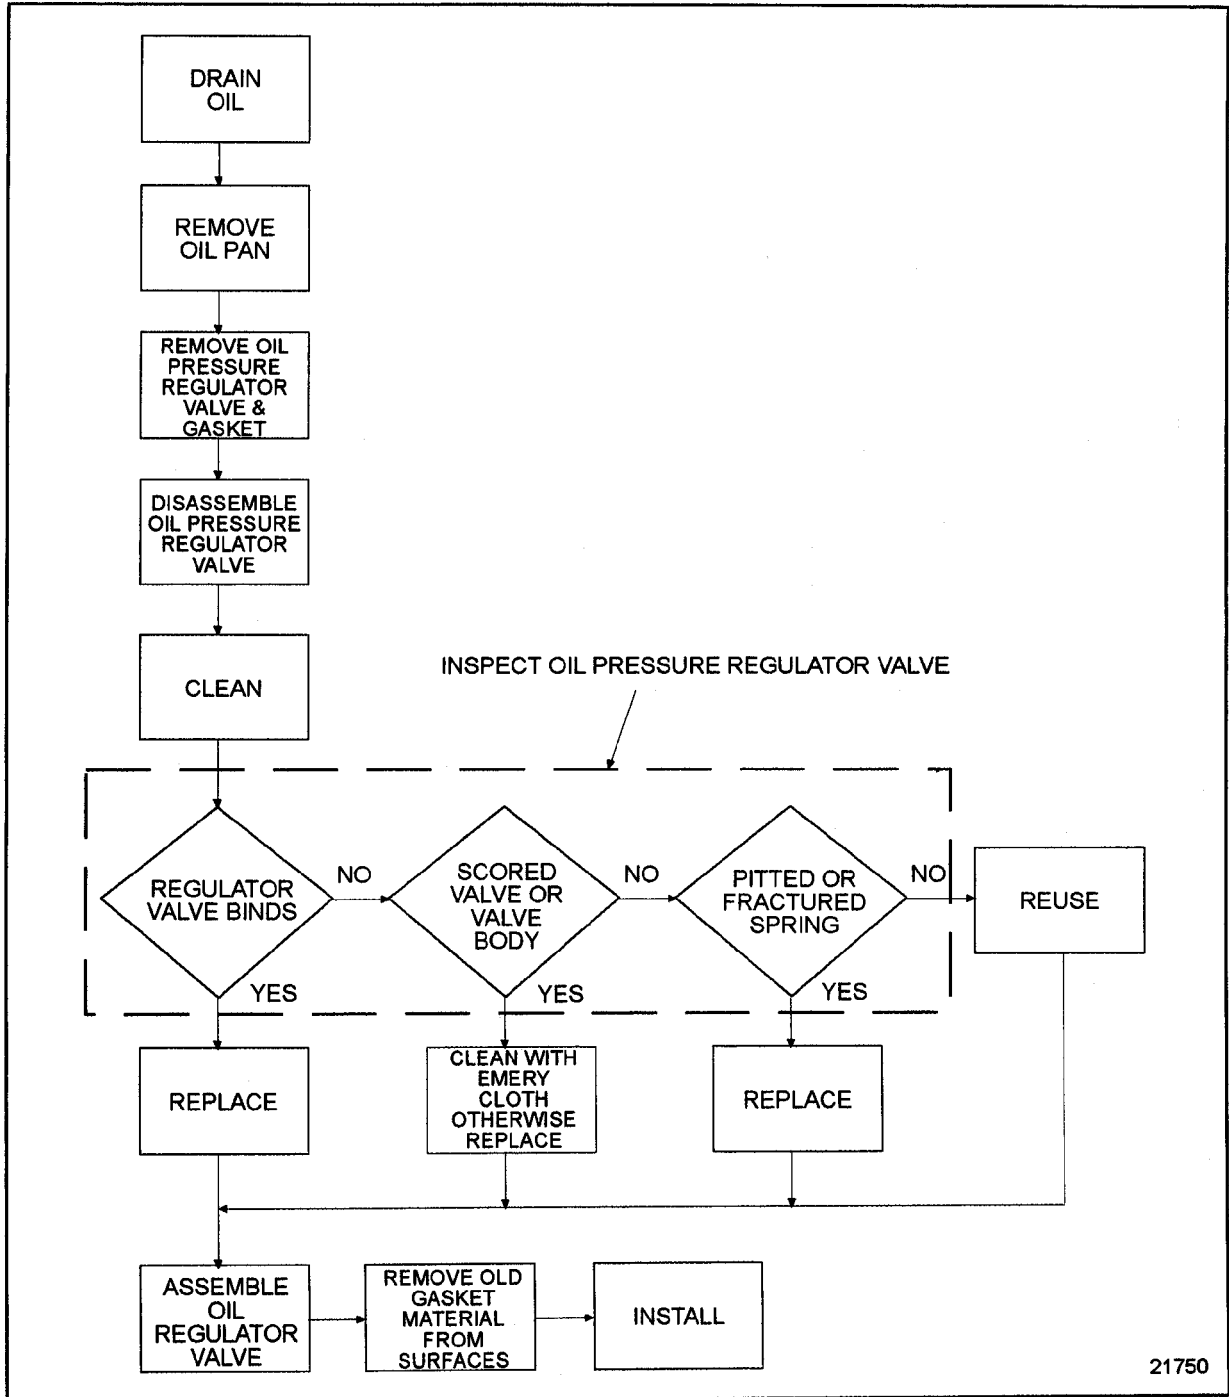 DRAIN
OIL
REMOVE
OIL PAN
REMOVE OIL
PRESSURE
REGULATOR
VALVE &
GASKET
DISASSEMBLE
OIL PRESSURE
REGULATOR
VALVE
CLEAN
INSPECT OIL PRESSURE REGULATOR VALVE
REGULATOR
VALVE BINDS
NO
YES
SCORED
VALVE OR
VALVE
BODY
NO
YES
PITTED OR
FRACTURED
SPRING
NO
YES
REUSE
REPLACE
CLEAN WITH
EMERY
CLOTH
OTHERWISE
REPLACE
REPLACE
ASSEMBLE
OIL
REGULATOR
VALVE
REMOVE OLD
GASKET
MATERIAL
FROM
SURFACES
INSTALL
21750